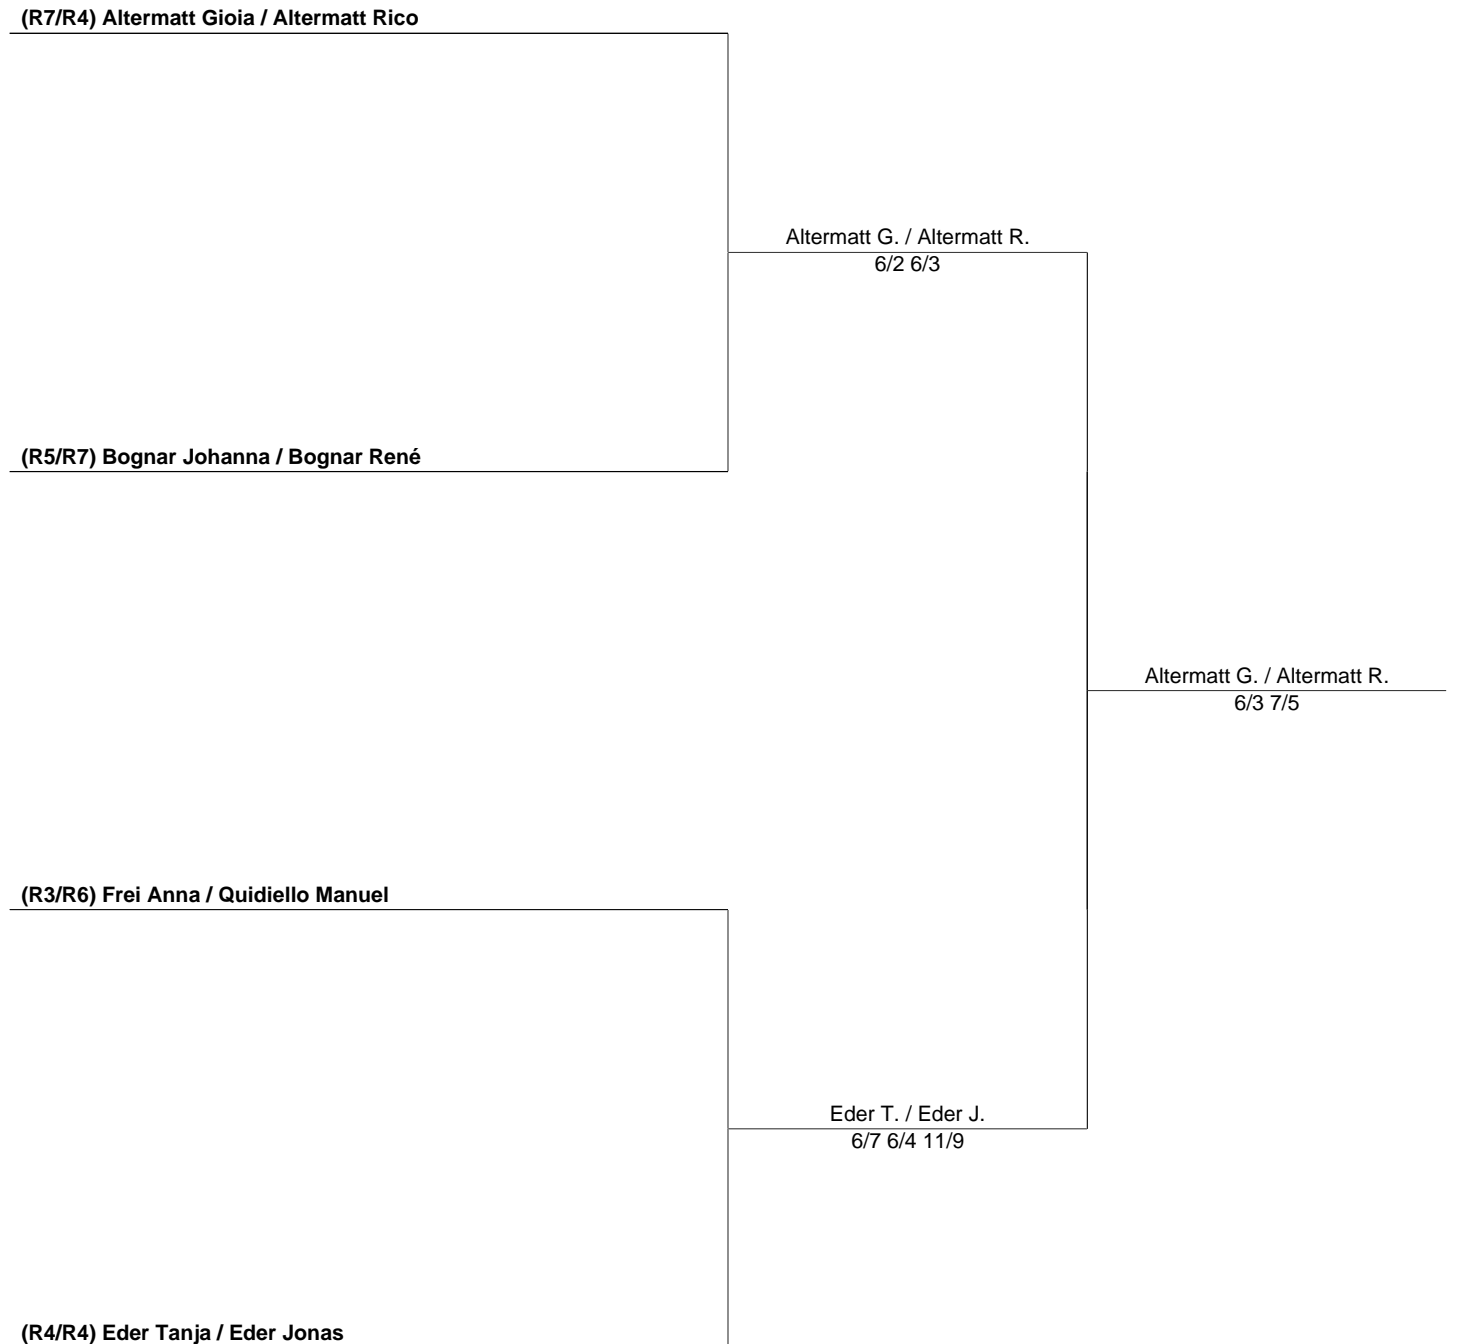 (R7/R4) Altermatt Gioia / Altermatt Rico
Altermatt G. / Altermatt R.
6/2 6/3
(R5/R7) Bognar Johanna / Bognar René
Altermatt G. / Altermatt R.
6/3 7/5
(R3/R6) Frei Anna / Quidiello Manuel
Eder T. / Eder J.
6/7 6/4 11/9
(R4/R4) Eder Tanja / Eder Jonas